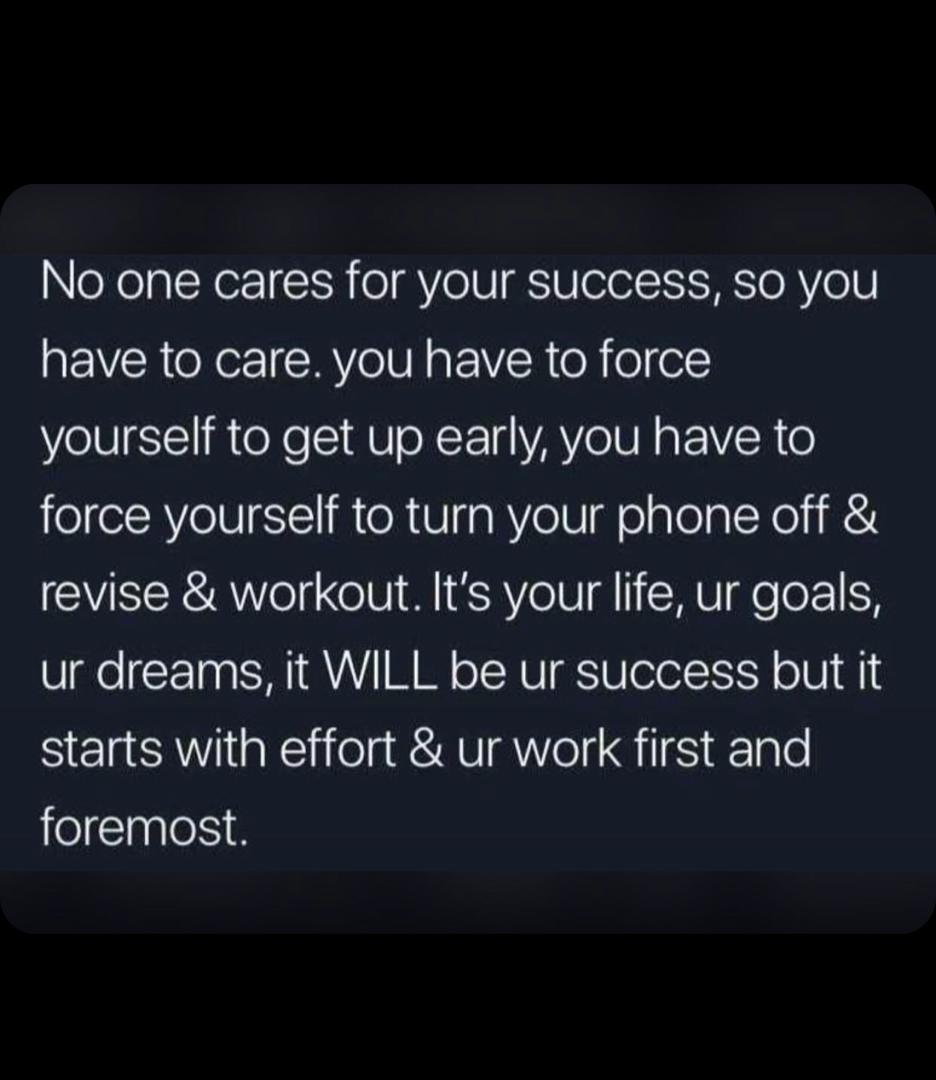 No one cares for your success, so you
have to care. you have to force
yourself to get up early, you have to
force yourself to turn your phone off &
revise & workout. It's your life, ur goals,
ur dreams, it WILL be ur success but it
starts with effort & ur work first and
foremost.